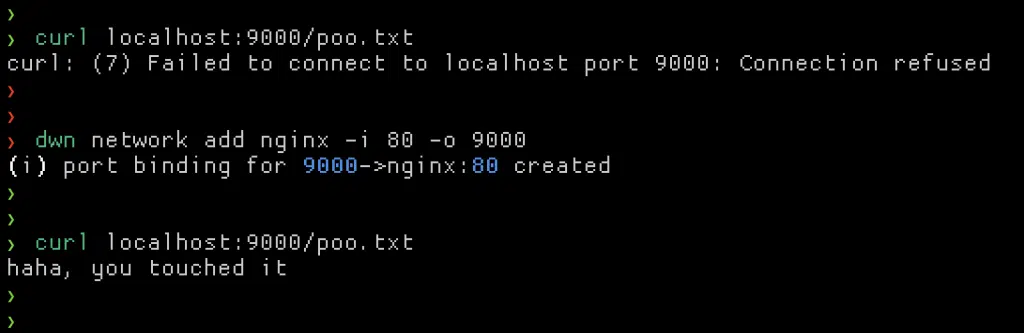 ❯
❯ curl localhost:9000/poo.txt
curl: (7) Failed to connect to localhost port 9000: Connection refused
❯
❯
❯ dwn network add nginx -i 80 -o 9000
(i) port binding for 9000->nginx:80 created
❯
❯
❯ curl localhost:9000/poo.txt
haha, you touched it
❯
❯